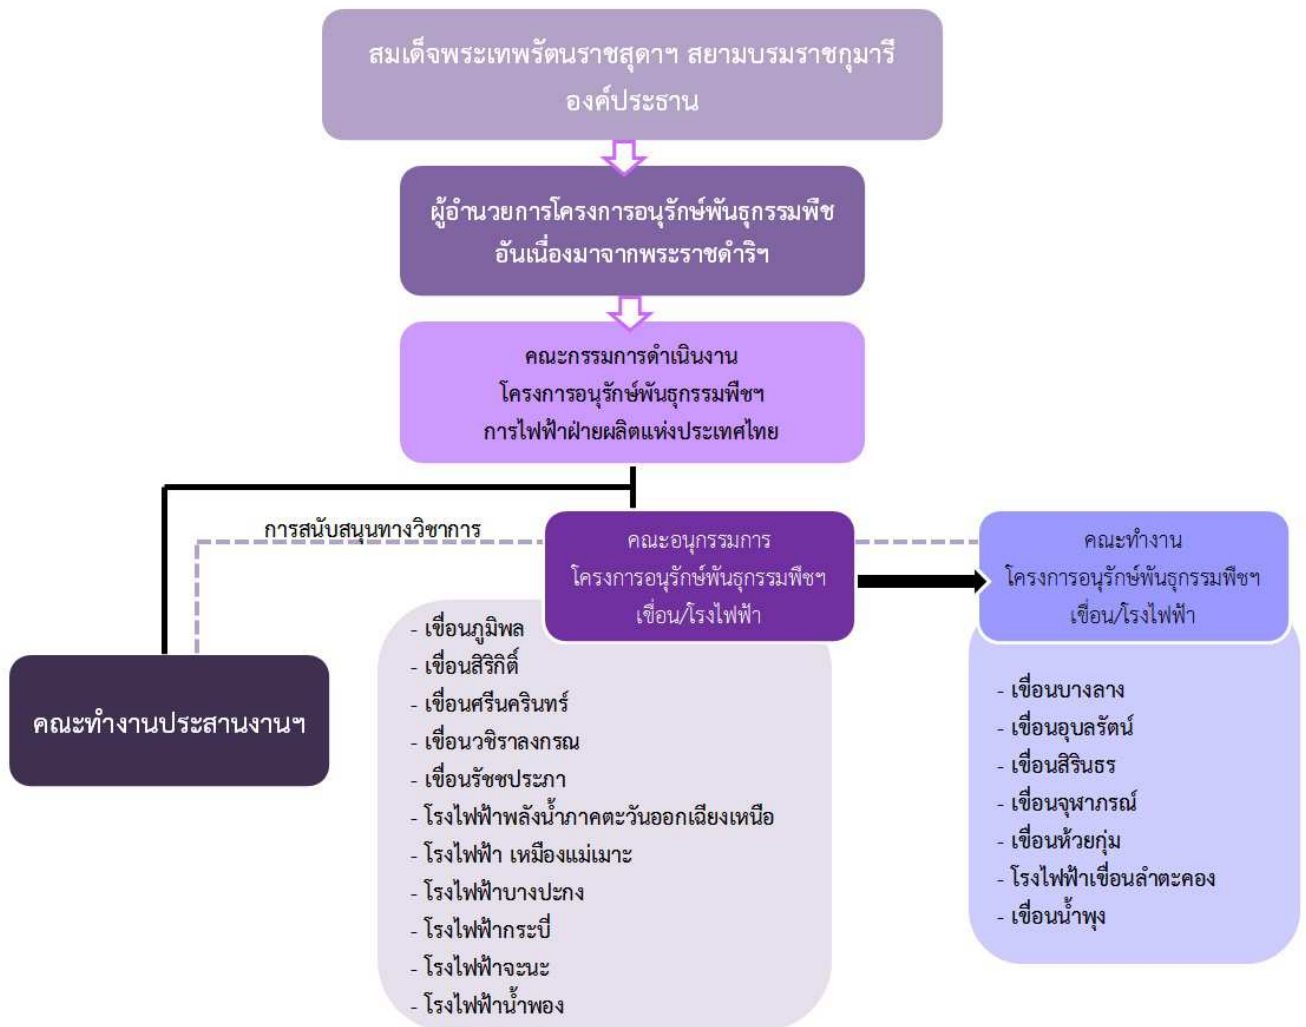 สมเด็จพระเทพรัตนราชสุดาฯ สยามบรมราชกุมารี
องค์ประธาน
ผู้อำนวยการโครงการอนุรักษ์พันธุกรรมพืช
อันเนื่องมาจากพระราชดำริฯ
คณะกรรมการดำเนินงาน
โครงการอนุรักษ์พันธุกรรมพืชฯ
การไฟฟ้าฝ่ายผลิตแห่งประเทศไทย
การสนับสนุนทางวิชาการ
คณะทำงานประสานงานฯ
คณะอนุกรรมการ
โครงการอนุรักษ์พันธุกรรมพืชฯ
เขื่อน/โรงไฟฟ้า
- เขื่อนภูมิพล
- เขื่อนสิริกิติ์
- เขื่อนศรีนครินทร์
- เขื่อนวชิราลงกรณ
- เขื่อนรัชชประภา
- โรงไฟฟ้าพลังน้ำภาคตะวันออกเฉียงเหนือ
- โรงไฟฟ้า เหมืองแม่เมาะ
- โรงไฟฟ้าบางปะกง
- โรงไฟฟ้ากระบี่
- โรงไฟฟ้าจะนะ
- โรงไฟฟ้าน้ำพอง
คณะทำงาน
โครงการอนุรักษ์พันธุกรรมพืชฯ
เขื่อน/โรงไฟฟ้า
- เขื่อนบางลาง
- เขื่อนอุบลรัตน์
- เขื่อนสิรินธร
- เขื่อนจุฬาภรณ์
- เขื่อนห้วยกุ่ม
- โรงไฟฟ้าเขื่อนลำตะคอง
- เขื่อนน้ำพุง